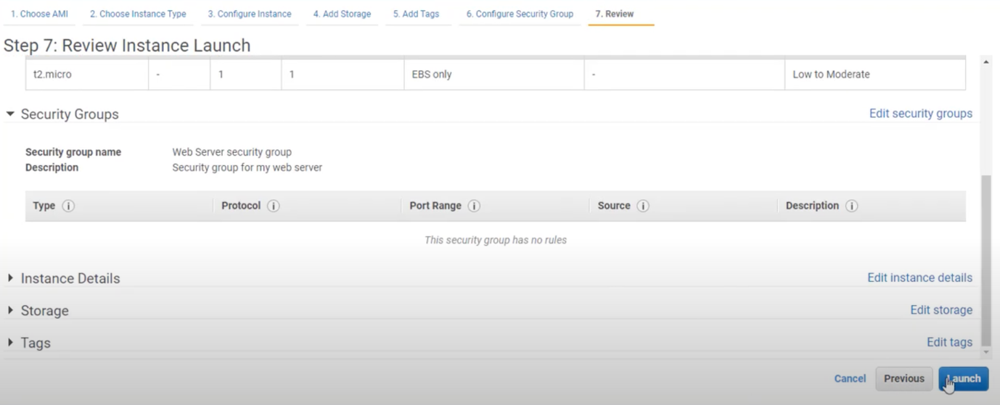 1. Choose AMI 2. Choose Instance Type 3. Configure Instance 4. Add Storage 5. Add Tags 6. Configure Security Group 7. Review
Step 7: Review Instance Launch
t2.micro - 1 1 EBS only - Low to Moderate
Security Groups Edit security groups
Security group name Web Server security group
Description Security group for my web server
Type i Protocol i Port Range i Source i Description i
This security group has no rules
Instance Details Edit instance details
Storage Edit storage
Tags Edit tags
Cancel Previous Launch